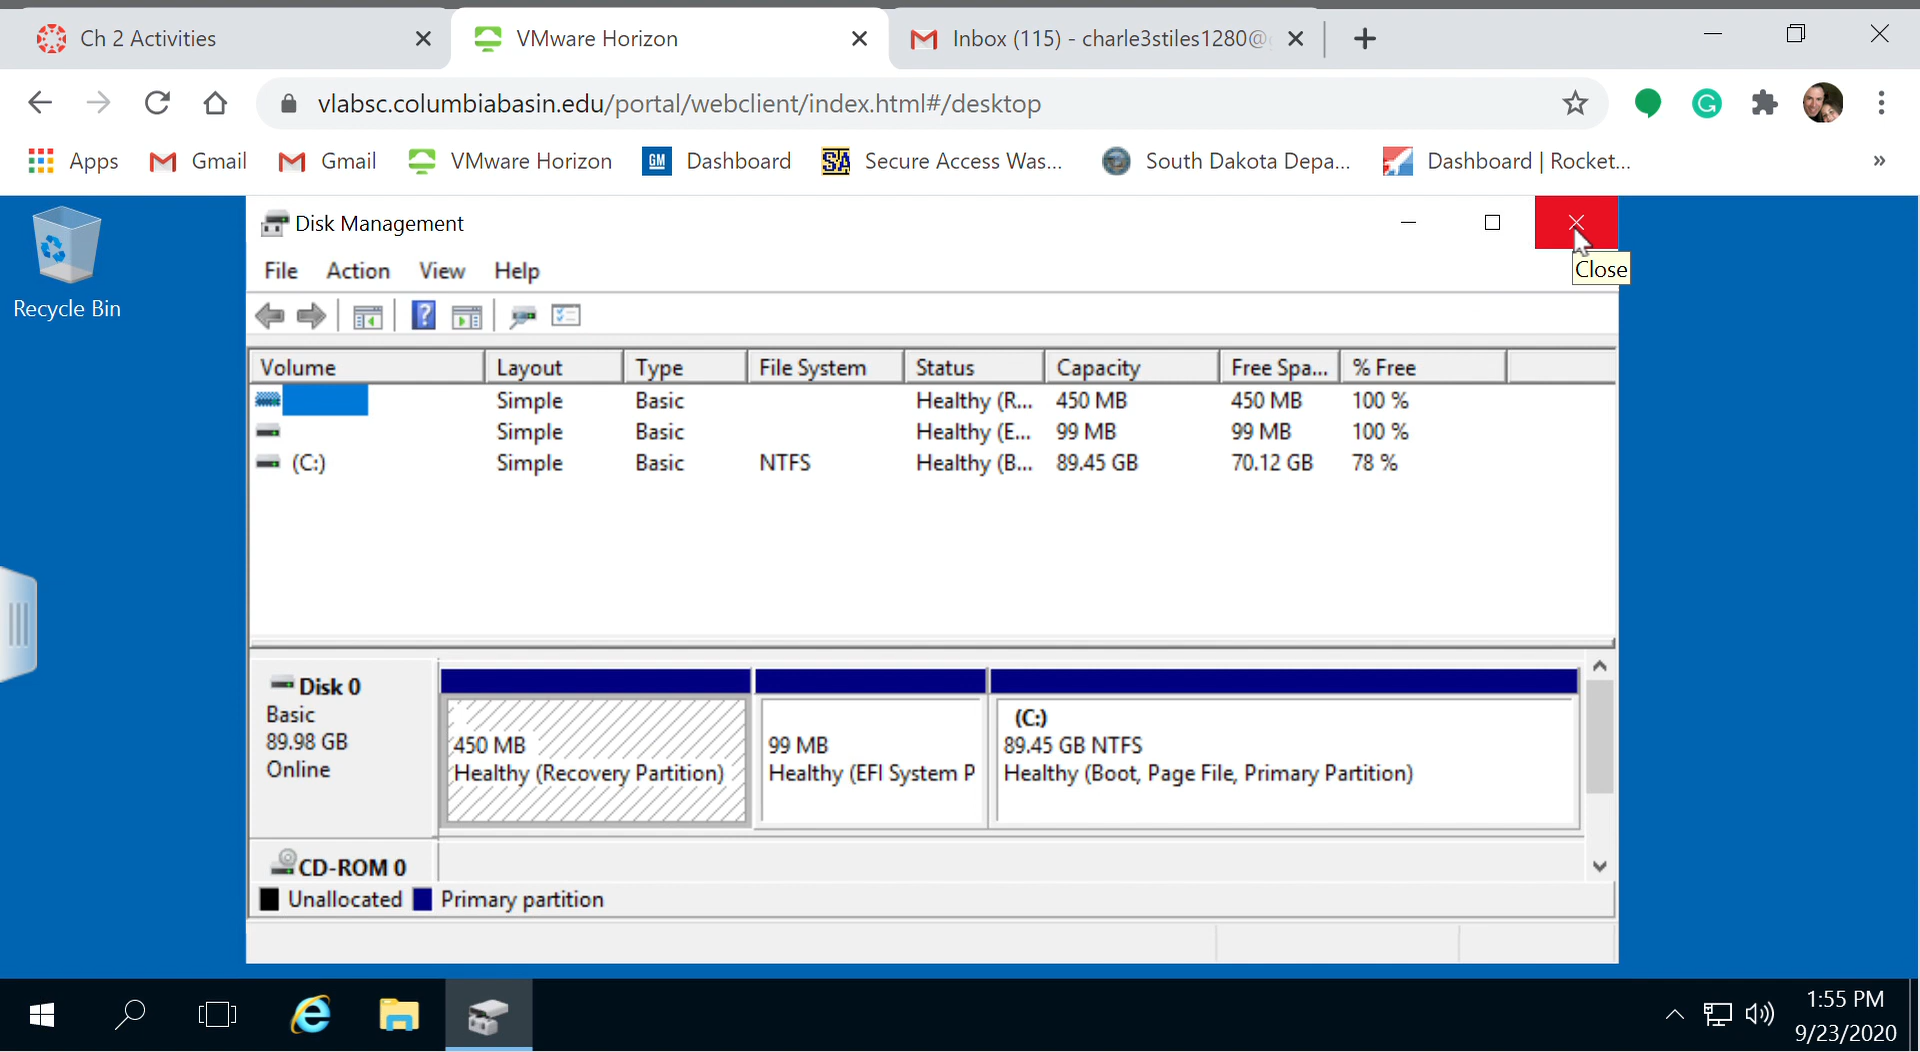 Ch 2 Activities
VMware Horizon
Inbox (115) - charle3stiles1280@
vlabsc.columbiabasin.edu/portal/webclient/index.html#/desktop
G
Apps
Gmail
Gmail
VMware Horizon
GM Dashboard
SA Secure Access Was...
South Dakota Depa...
Dashboard | Rocket...
»
Recycle Bin
Disk Management
Close
File Action View Help
?
Volume Layout Type File System Status Capacity Free Spa... % Free
Simple Basic Healthy (R... 450 MB 450 MB 100 %
Simple Basic Healthy (E... 99 MB 99 MB 100 %
(C:) Simple Basic NTFS Healthy (B... 89.45 GB 70.12 GB 78 %
Disk 0
Basic
89.98 GB
Online
450 MB
Healthy (Recovery Partition)
99 MB
Healthy (EFI System P
(C:)
89.45 GB NTFS
Healthy (Boot, Page File, Primary Partition)
CD-ROM 0
Unallocated Primary partition
1:55 PM
9/23/2020